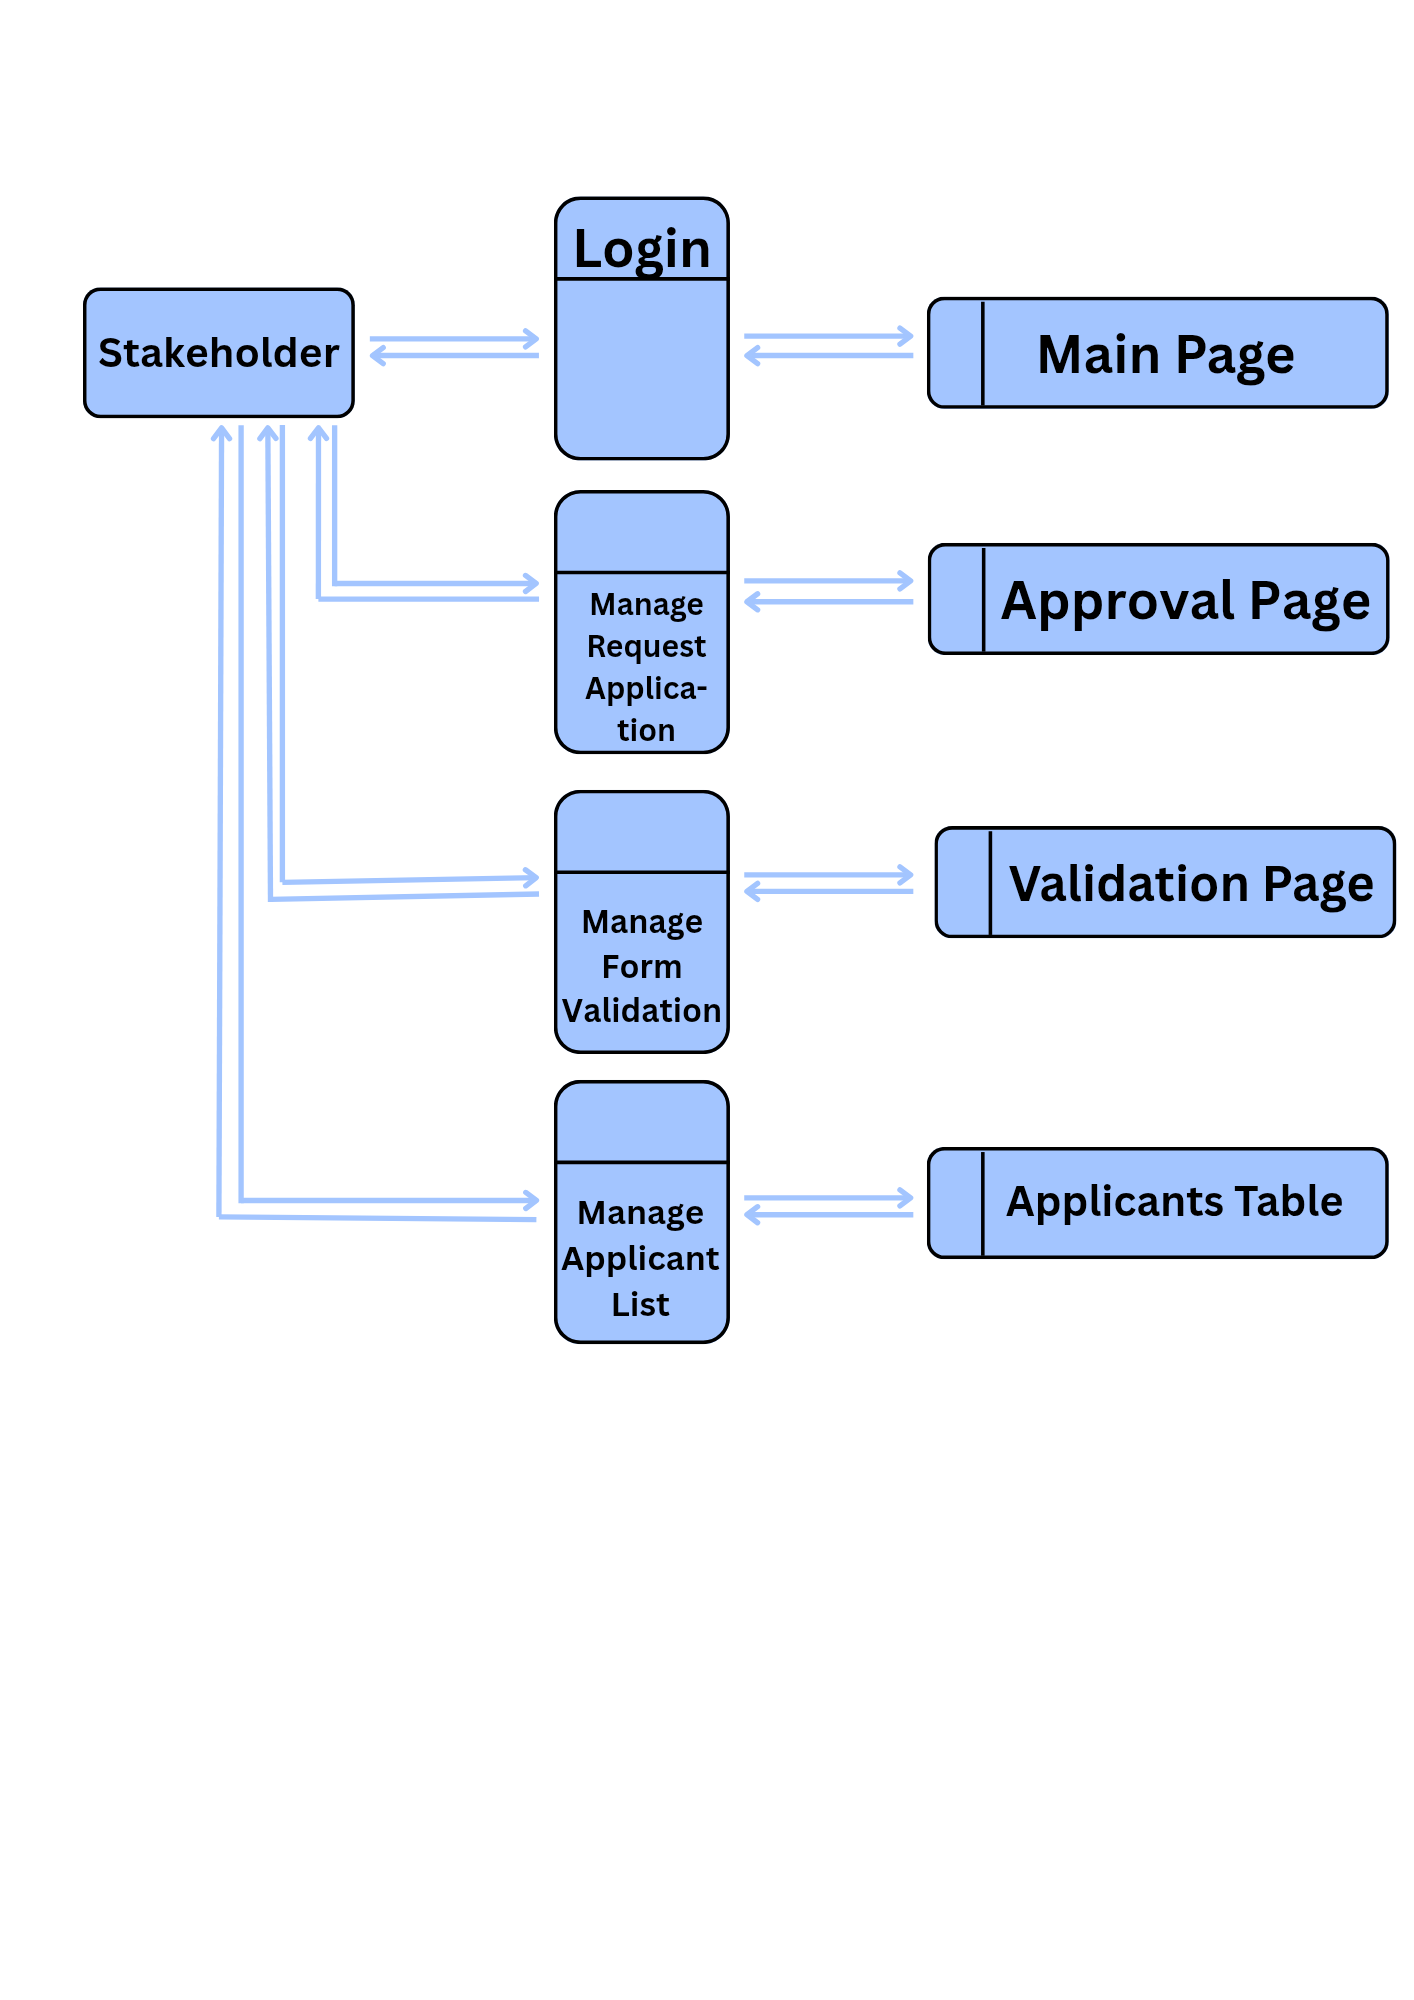 Login
Stakeholder
Main Page
Manage
Request
Applica-
tion
Approval Page
Manage
Form
Validation
Validation Page
Manage
Applicant
List
Applicants Table